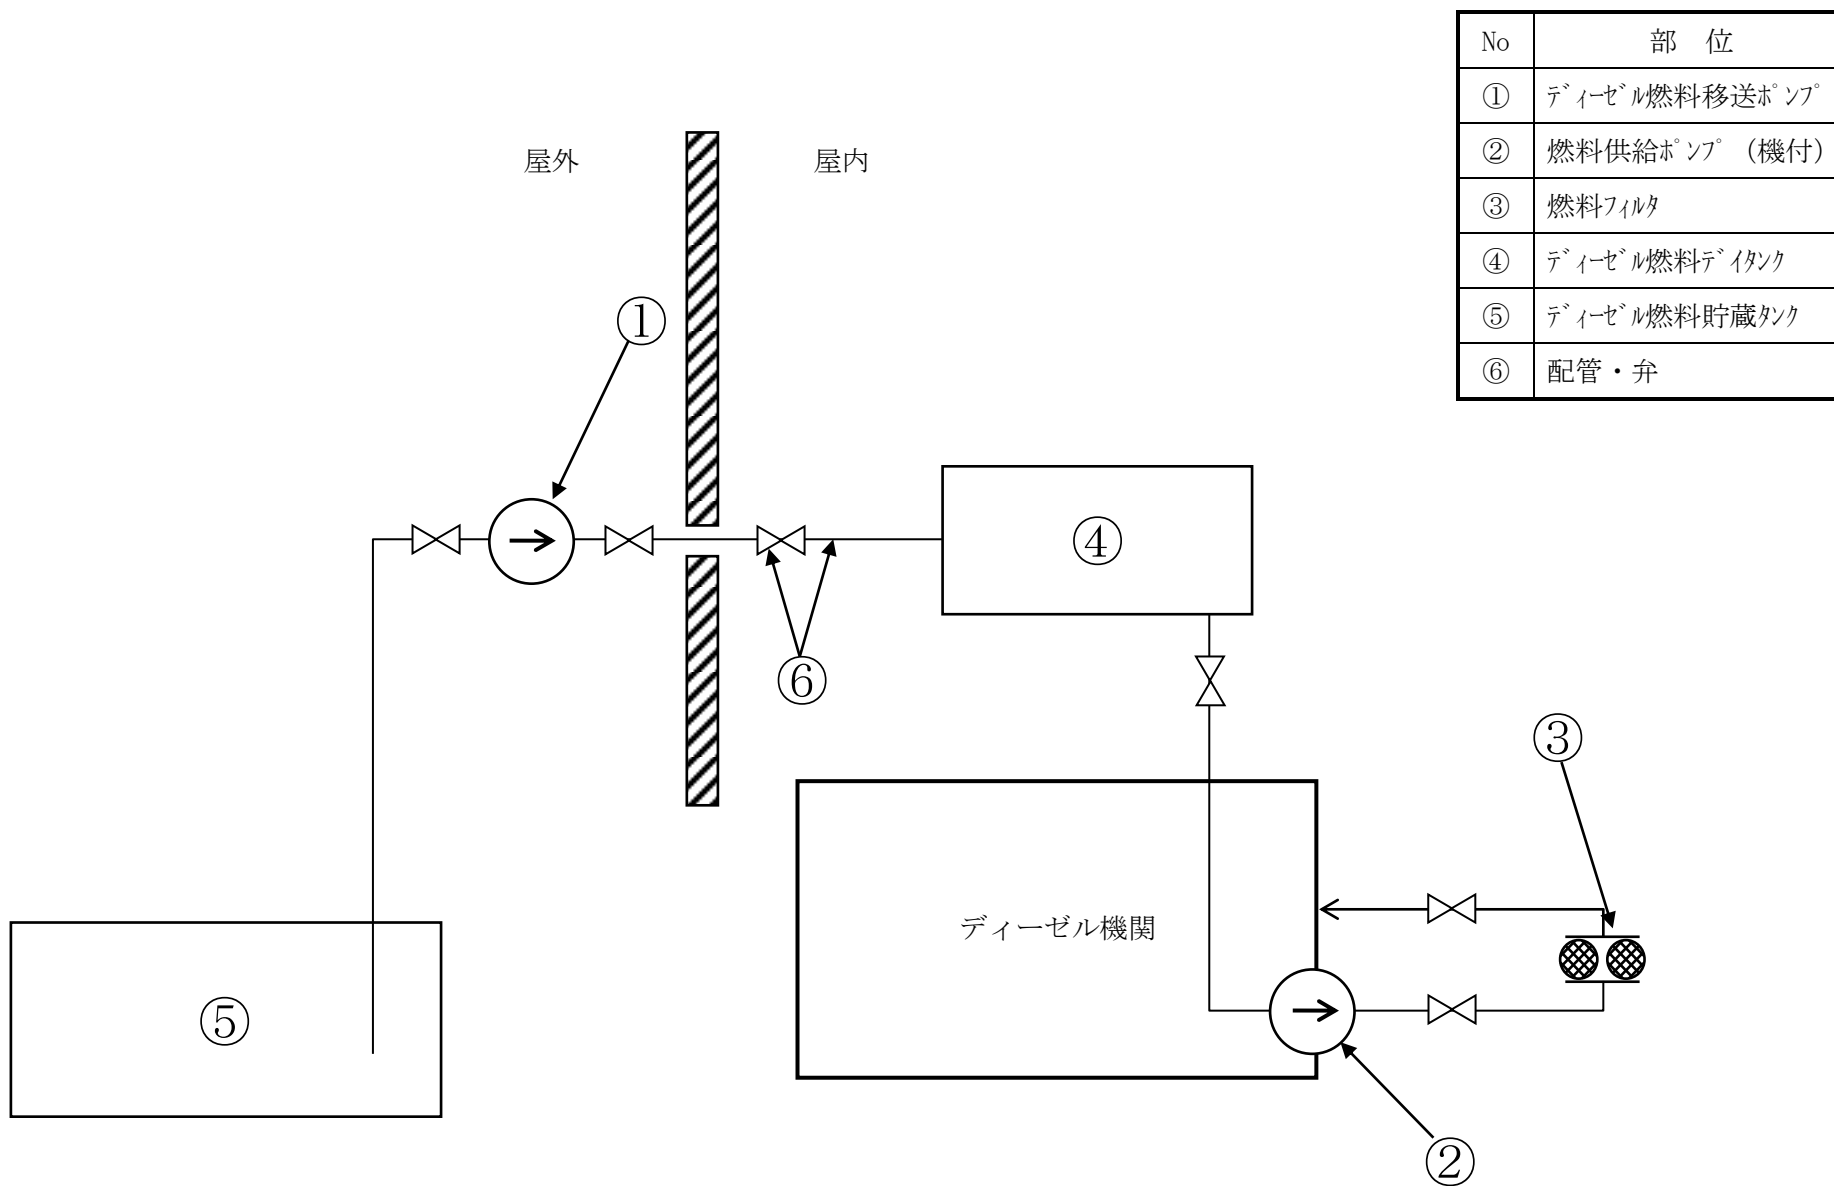 No 部 位
① ﾃﾞｨｰｾﾞﾙ燃料移送ﾎﾟﾝﾌﾟ
② 燃料供給ﾎﾟﾝﾌﾟ（機付）
③ 燃料ﾌｨﾙﾀ
④ ﾃﾞｨｰｾﾞﾙ燃料ﾃﾞｲﾀﾝｸ
⑤ ﾃﾞｨｰｾﾞﾙ燃料貯蔵ﾀﾝｸ
⑥ 配管・弁
屋外
屋内
①
④
⑥
③
ディーゼル機関
⑤
②